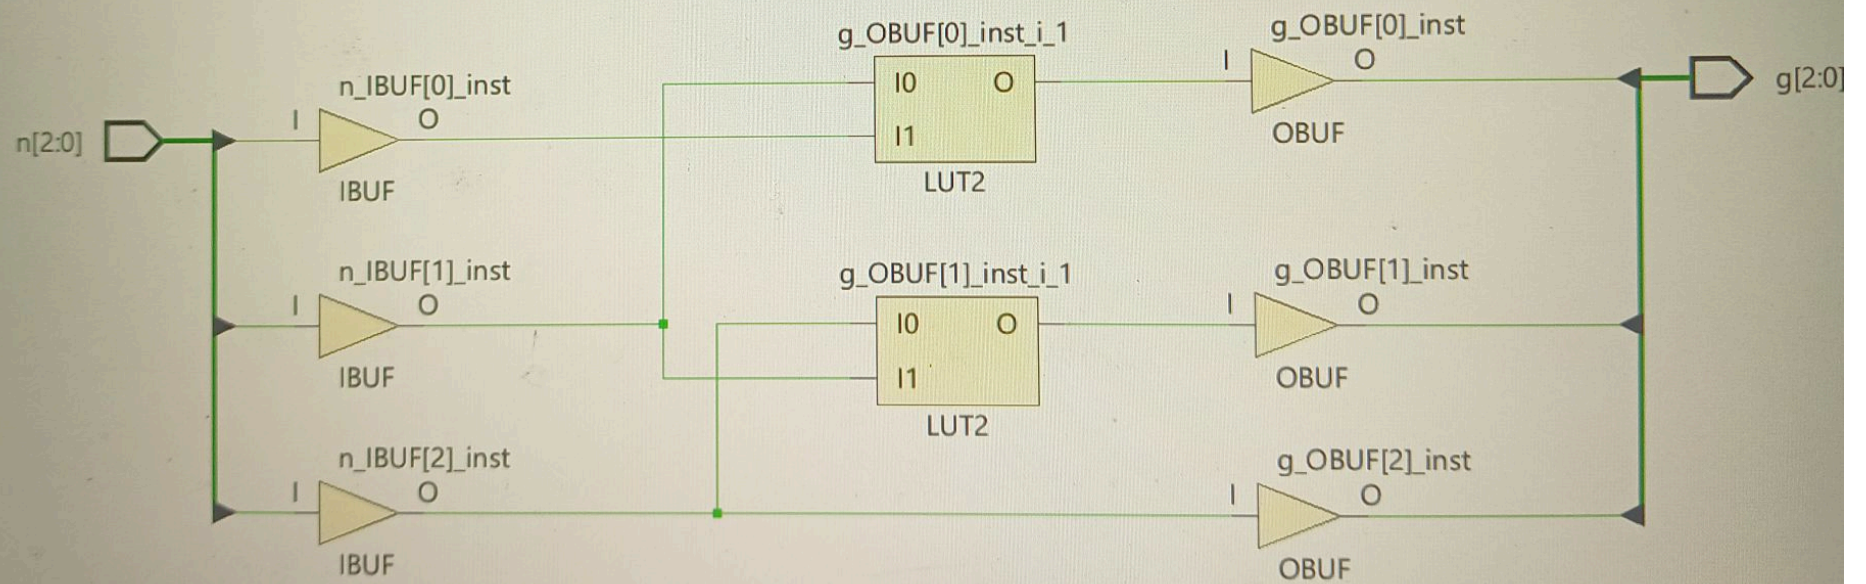 g_OBUF[0]_inst_i_1
g_OBUF[0]_inst
n_IBUF[0]_inst
I
O
I0
O
I
O
n[2:0]
I1
g[2:0]
IBUF
LUT2
OBUF
n_IBUF[1]_inst
g_OBUF[1]_inst_i_1
g_OBUF[1]_inst
I
O
I0
O
I
O
I1
IBUF
LUT2
OBUF
n_IBUF[2]_inst
g_OBUF[2]_inst
I
O
I
O
IBUF
OBUF